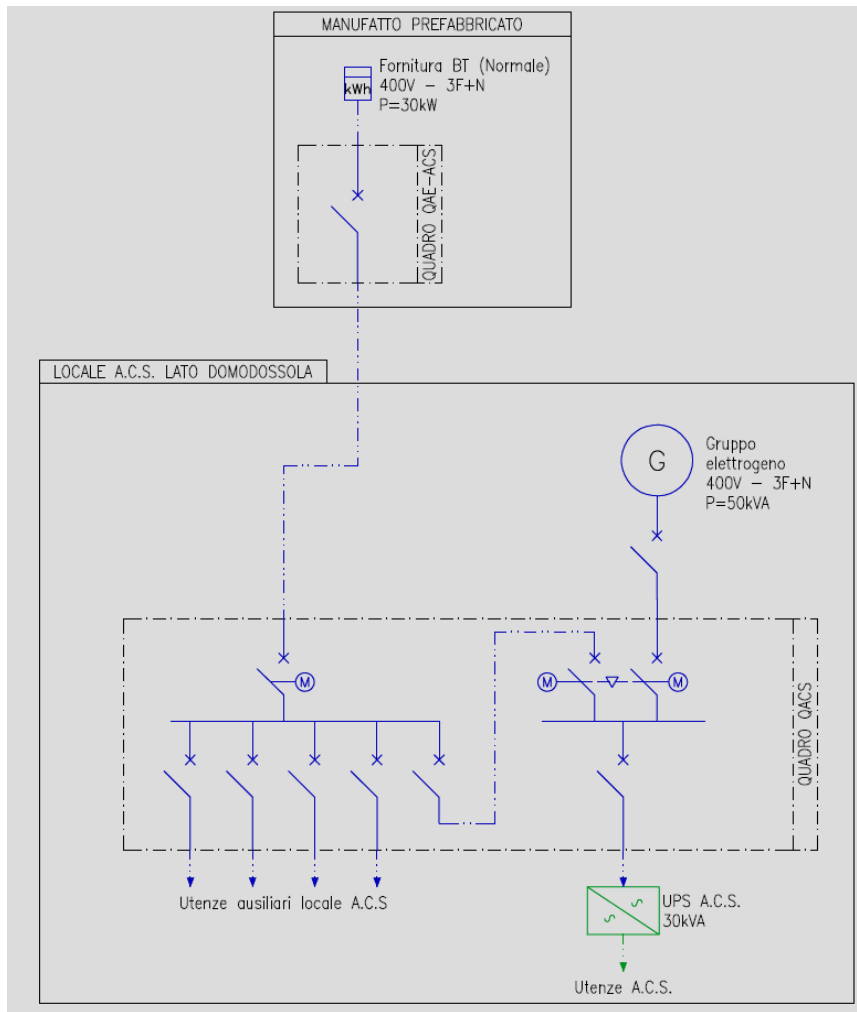 MANUFATTO PREFABBRICATO
kWh
Fornitura BT (Normale)
400V - 3F+N
P=30kW
QUADRO QAE-ACS
LOCALE A.C.S. LATO DOMODOSSOLA
G
Gruppo
elettrogeno
400V - 3F+N
P=50kVA
M
M
M
QUADRO QACS
Utenze ausiliari locale A.C.S
UPS A.C.S.
30kVA
Utenze A.C.S.